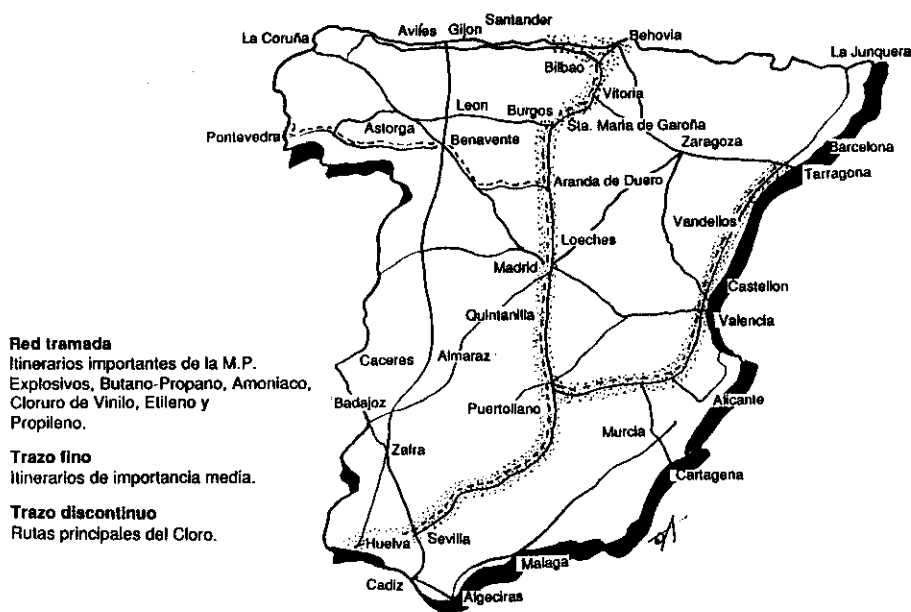 Santander
Aviles Gijon
La Coruña
Behovia
La Junquera
Bilbao
Vitoria
Leon
Burgos
Pontevedra
Astorga
Benavente
Sta. Maria de Garoña
Zaragoza
Barcelona
Tarragona
Aranda de Duero
Vandellos
Loeches
Madrid
Castellon
Quintanilla
Valencia
Red tramada
Itinerarios importantes de la M.P.
Explosivos, Butano-Propano, Amoniaco,
Cloruro de Vinilo, Etileno y
Propileno.
Trazo fino
Itinerarios de importancia media.
Trazo discontinuo
Rutas principales del Cloro.
Caceres
Almaraz
Badajoz
Puertollano
Alicante
Murcia
Zafra
Cartagena
Huelva
Sevilla
Malaga
Cadiz
Algeciras